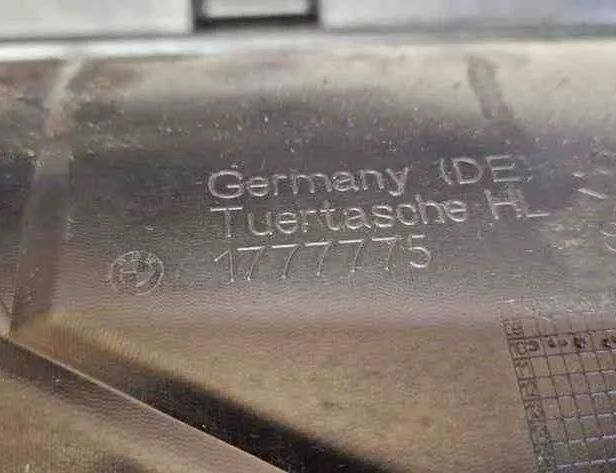 Germany (DE)
Tuertasche HL
1777775